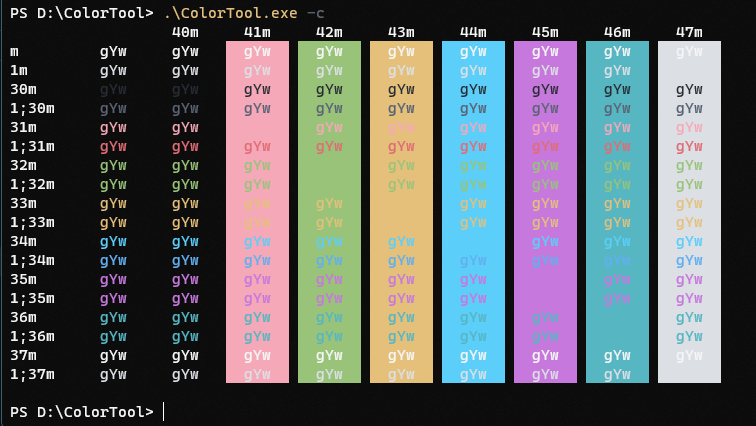 PS D:\ColorTool> .\ColorTool.exe -c
40m 41m 42m 43m 44m 45m 46m 47m
m gYw gYw gYw gYw gYw gYw gYw gYw gYw
1m gYw gYw gYw gYw gYw gYw gYw gYw
30m gYw gYw gYw gYw gYw gYw gYw gYw gYw
1;30m gYw gYw gYw gYw gYw gYw gYw gYw gYw
31m gYw gYw gYw gYw gYw gYw gYw gYw
1;31m gYw gYw gYw gYw gYw gYw gYw gYw gYw
32m gYw gYw gYw gYw gYw gYw gYw gYw
1;32m gYw gYw gYw gYw gYw gYw gYw gYw
33m gYw gYw gYw gYw gYw gYw gYw gYw
1;33m gYw gYw gYw gYw gYw gYw gYw gYw
34m gYw gYw gYw gYw gYw gYw gYw gYw
1;34m gYw gYw gYw gYw gYw gYw gYw gYw gYw
35m gYw gYw gYw gYw gYw gYw gYw gYw
1;35m gYw gYw gYw gYw gYw gYw gYw gYw
36m gYw gYw gYw gYw gYw gYw gYw gYw
1;36m gYw gYw gYw gYw gYw gYw gYw gYw
37m gYw gYw gYw gYw gYw gYw gYw gYw gYw
1;37m gYw gYw gYw gYw gYw gYw gYw gYw
PS D:\ColorTool>